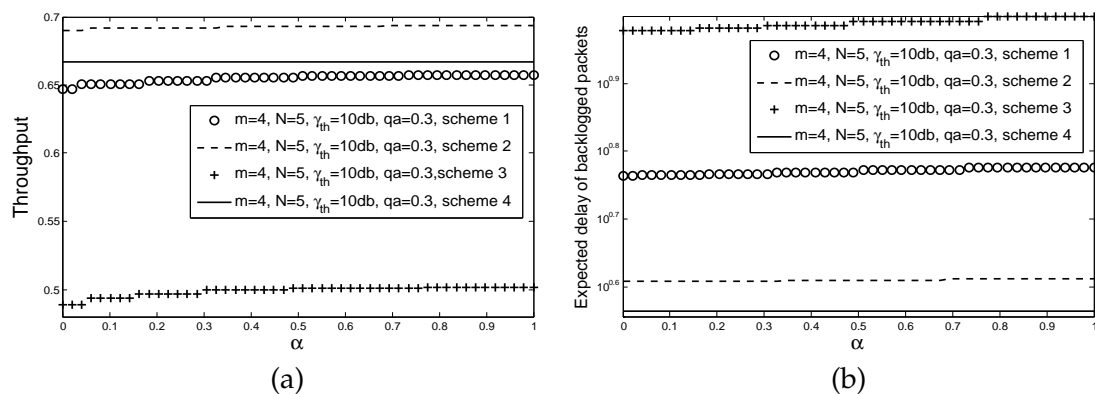 0.7
0.65
0.6
0.55
0.5
Throughput
m=4, N=5, γth=10db, qa=0.3, scheme 1
m=4, N=5, γth=10db, qa=0.3, scheme 2
m=4, N=5, γth=10db, qa=0.3,scheme 3
m=4, N=5, γth=10db, qa=0.3, scheme 4
0 0.1 0.2 0.3 0.4 0.5 0.6 0.7 0.8 0.9 1
α
(a)
10^0.9
10^0.8
10^0.7
10^0.6
Expected delay of backlogged packets
m=4, N=5, γth=10db, qa=0.3, scheme 1
m=4, N=5, γth=10db, qa=0.3, scheme 2
m=4, N=5, γth=10db, qa=0.3, scheme 3
m=4, N=5, γth=10db, qa=0.3, scheme 4
0 0.1 0.2 0.3 0.4 0.5 0.6 0.7 0.8 0.9 1
α
(b)